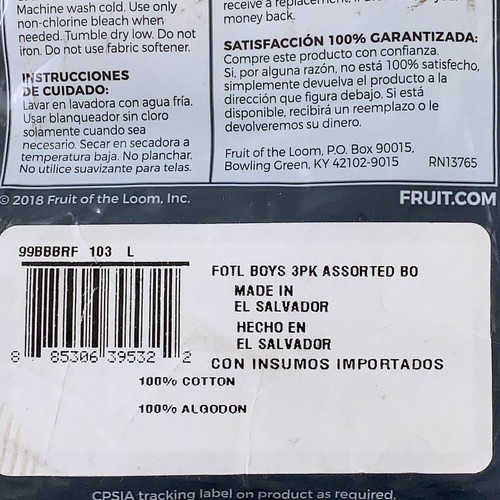 Machine wash cold. Use only
non-chlorine bleach when
needed. Tumble dry low. Do not
iron. Do not use fabric softener.
INSTRUCCIONES
DE CUIDADO:
Lavar en lavadora con agua fría.
Usar blanqueador sin cloro
solamente cuando sea
necesario. Secar en secadora a
temperatura baja. No planchar.
No utilice suavizante para telas.
receive a replacement,
money back.
SATISFACCIÓN 100% GARANTIZADA:
Compre este producto con confianza.
Si, por alguna razón, no está 100% satisfecho,
simplemente devuelva el producto a la
dirección que figura debajo. Si está
disponible, recibirá un reemplazo o le
devolveremos su dinero.
Fruit of the Loom, P.O. Box 90015,
Bowling Green, KY 42102-9015 RN13765
© 2018 Fruit of the Loom, Inc.
FRUIT.COM
99BBBRF 103 L
8 85306 39532 2
FOTL BOYS 3PK ASSORTED BO
MADE IN
EL SALVADOR
HECHO EN
EL SALVADOR
CON INSUMOS IMPORTADOS
100% COTTON
100% ALGODON
CPSIA tracking label on product as required.